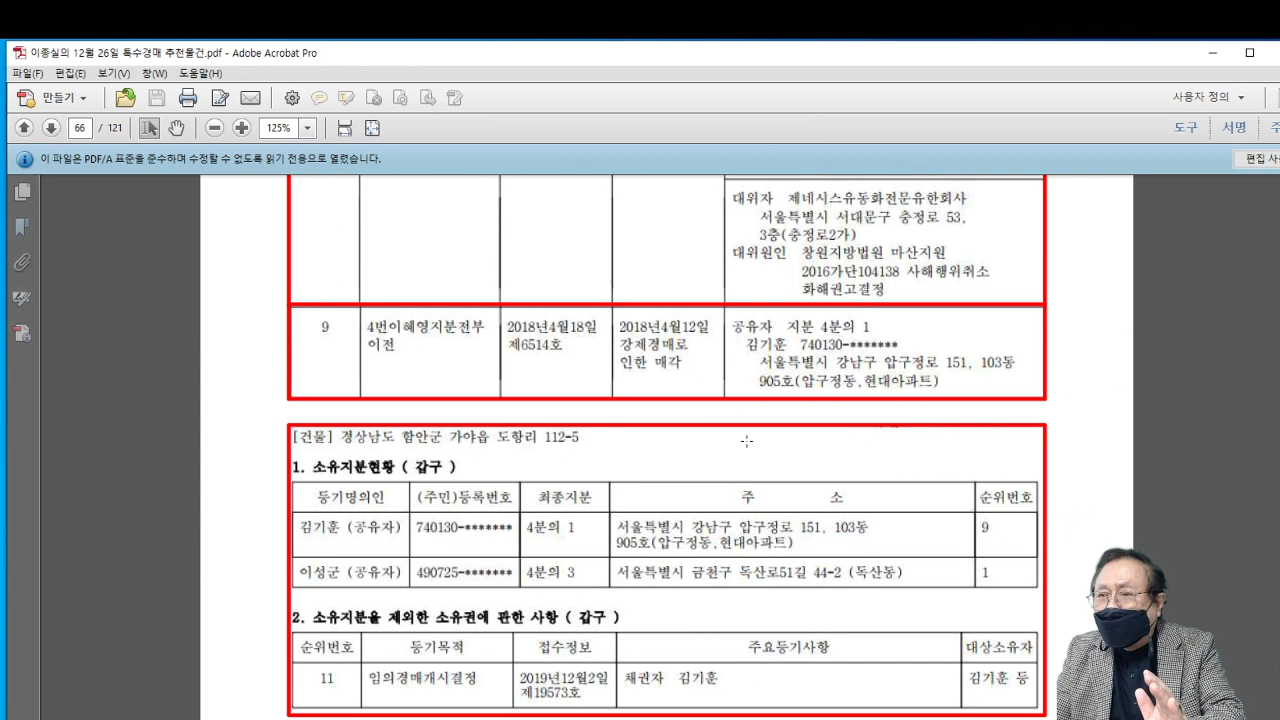 이종실의 12월 26일 특수경매 추천물건.pdf - Adobe Acrobat Pro
파일(F) 편집(E) 보기(V) 창(W) 도움말(H)
만들기
사용자 정의
66 / 121
125%
도구
서명
이 파일은 PDF/A 표준을 준수하며 수정할 수 없도록 읽기 전용으로 열렸습니다.
편집 사
대위자 제네시스유동화전문유한회사
서울특별시 서대문구 충정로 53,
3층(충정로2가)
대위원인 창원지방법원 마산지원
2016가단104138 사해행위취소
화해권고결정
9
4번이혜영지분전부
이전
2018년4월18일
제6514호
2018년4월12일
강제경매로
인한 매각
공유자 지분 4분의 1
김기훈 740130-*******
서울특별시 강남구 압구정로 151, 103동
905호(압구정동,현대아파트)
[건물] 경상남도 함안군 가야읍 도항리 112-5
1. 소유지분현황 ( 갑구 )
등기명의인 (주민)등록번호 최종지분 주 소 순위번호
김기훈 (공유자) 740130-******* 4분의 1 서울특별시 강남구 압구정로 151, 103동 9
905호(압구정동,현대아파트)
이성군 (공유자) 490725-******* 4분의 3 서울특별시 금천구 독산로51길 44-2 (독산동) 1
2. 소유지분을 제외한 소유권에 관한 사항 ( 갑구 )
순위번호 등기목적 접수정보 주요등기사항 대상소유자
11 임의경매개시결정 2019년12월2일 채권자 김기훈 김기훈 등
제19573호